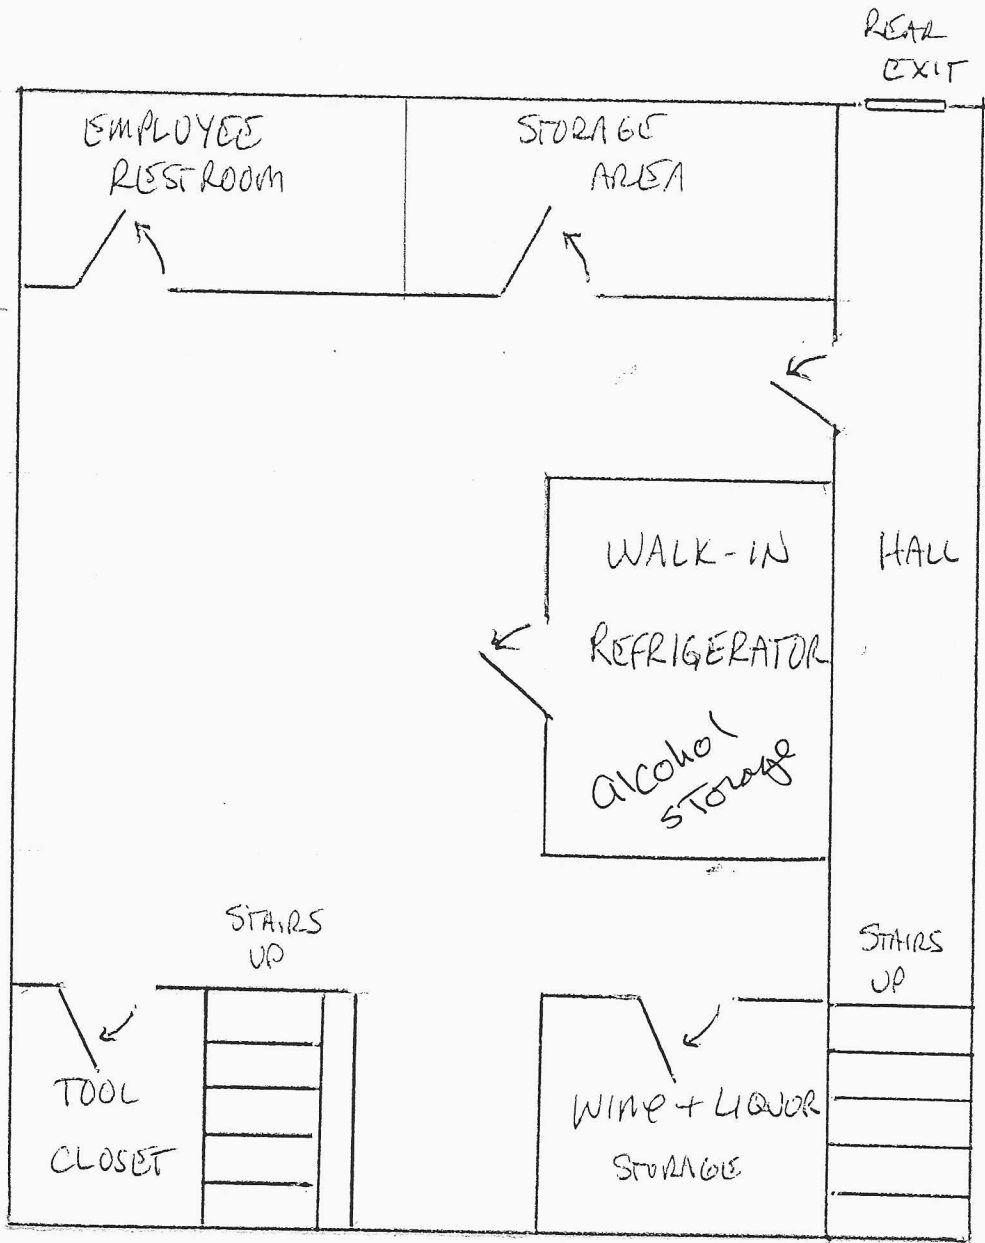 REAR
EXIT
EMPLOYEE
RESTROOM
STORAGE
AREA
WALK-IN
REFRIGERATOR
alcohol
storage
HALL
STAIRS
UP
STAIRS
UP
TOOL
CLOSET
WINE + LIQUOR
STORAGE